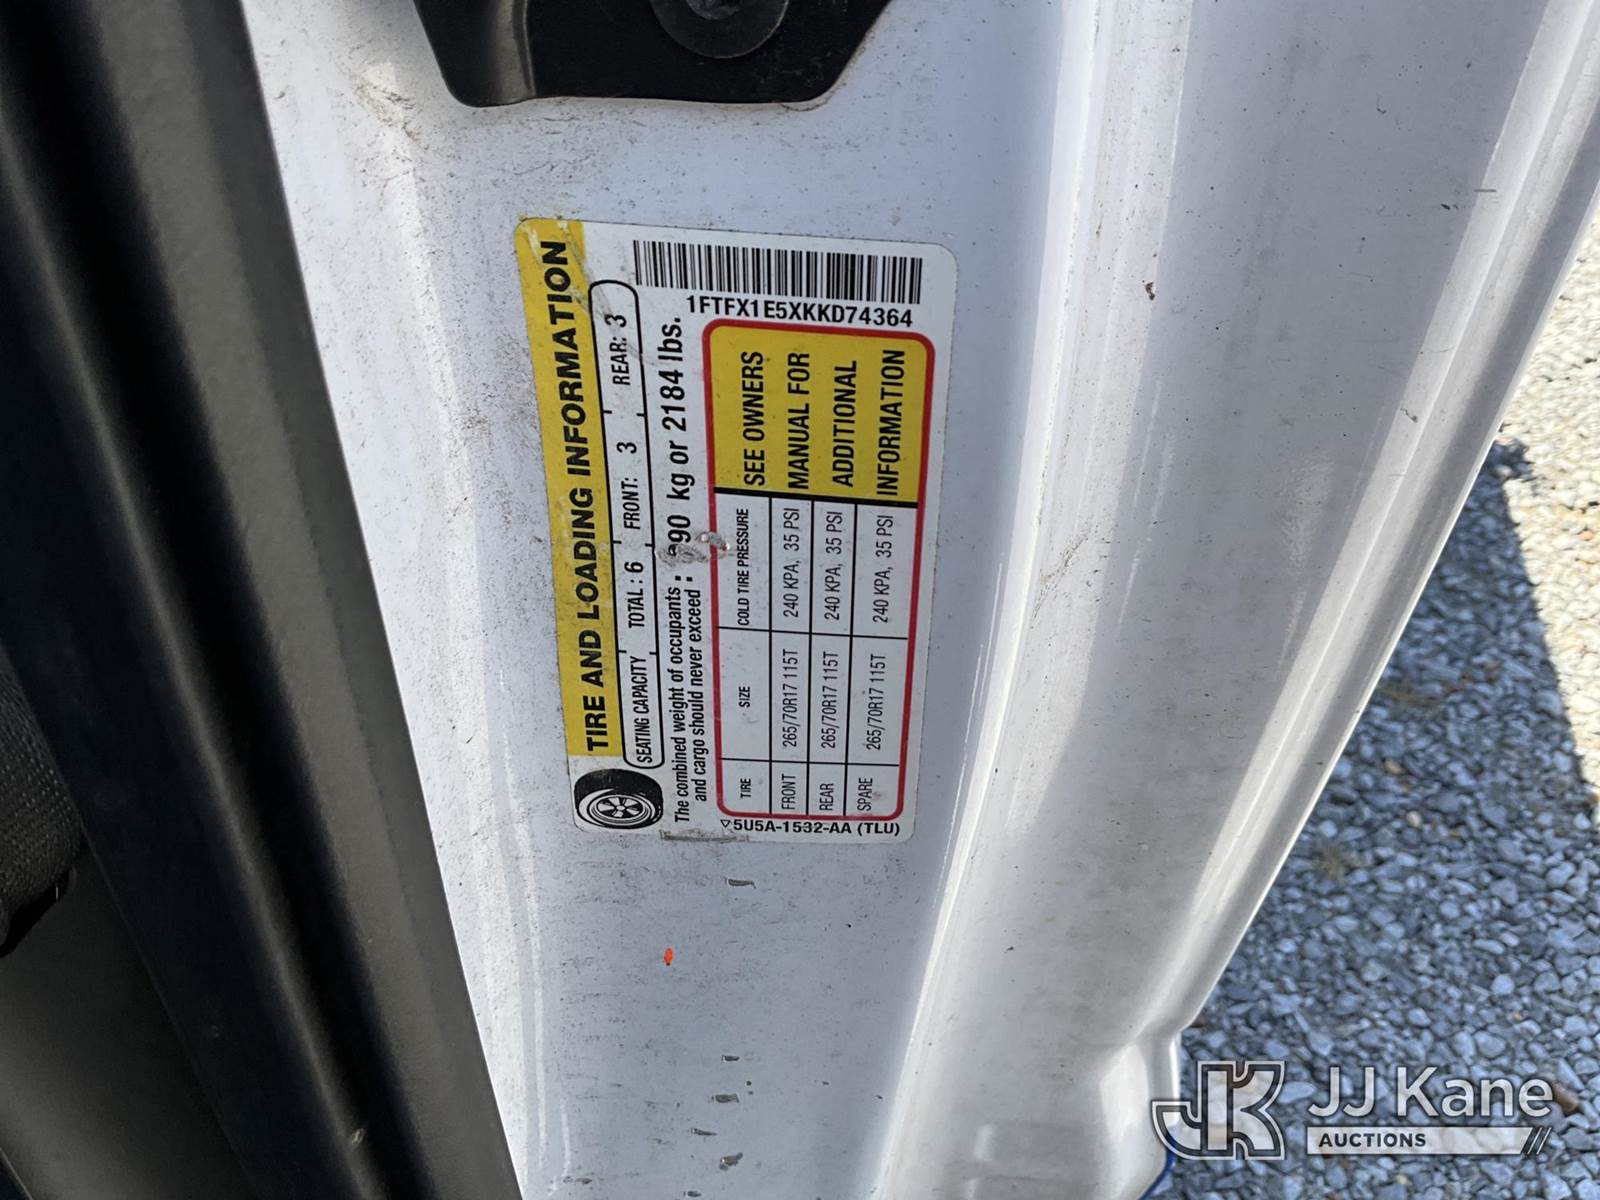 TIRE AND LOADING INFORMATION
SEATING CAPACITY TOTAL : 6 FRONT: 3 REAR: 3
The combined weight of occupants
and cargo should never exceed : 90 kg or 2184 lbs.
1FTFX1E5XKKD74364
TIRE SIZE COLD TIRE PRESSURE
FRONT 265/70R17 115T 240 KPA, 35 PSI
REAR 265/70R17 115T 240 KPA, 35 PSI
SPARE 265/70R17 115T 240 KPA, 35 PSI
SEE OWNERS
MANUAL FOR
ADDITIONAL
INFORMATION
5U5A-1532-AA (TLU)
JK JJ Kane
AUCTIONS